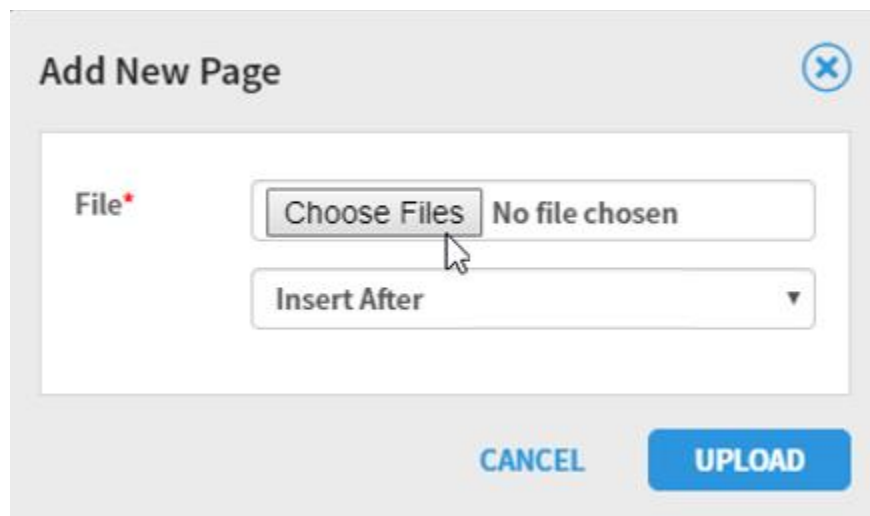 Add New Page
File*
Choose Files No file chosen
Insert After
CANCEL UPLOAD